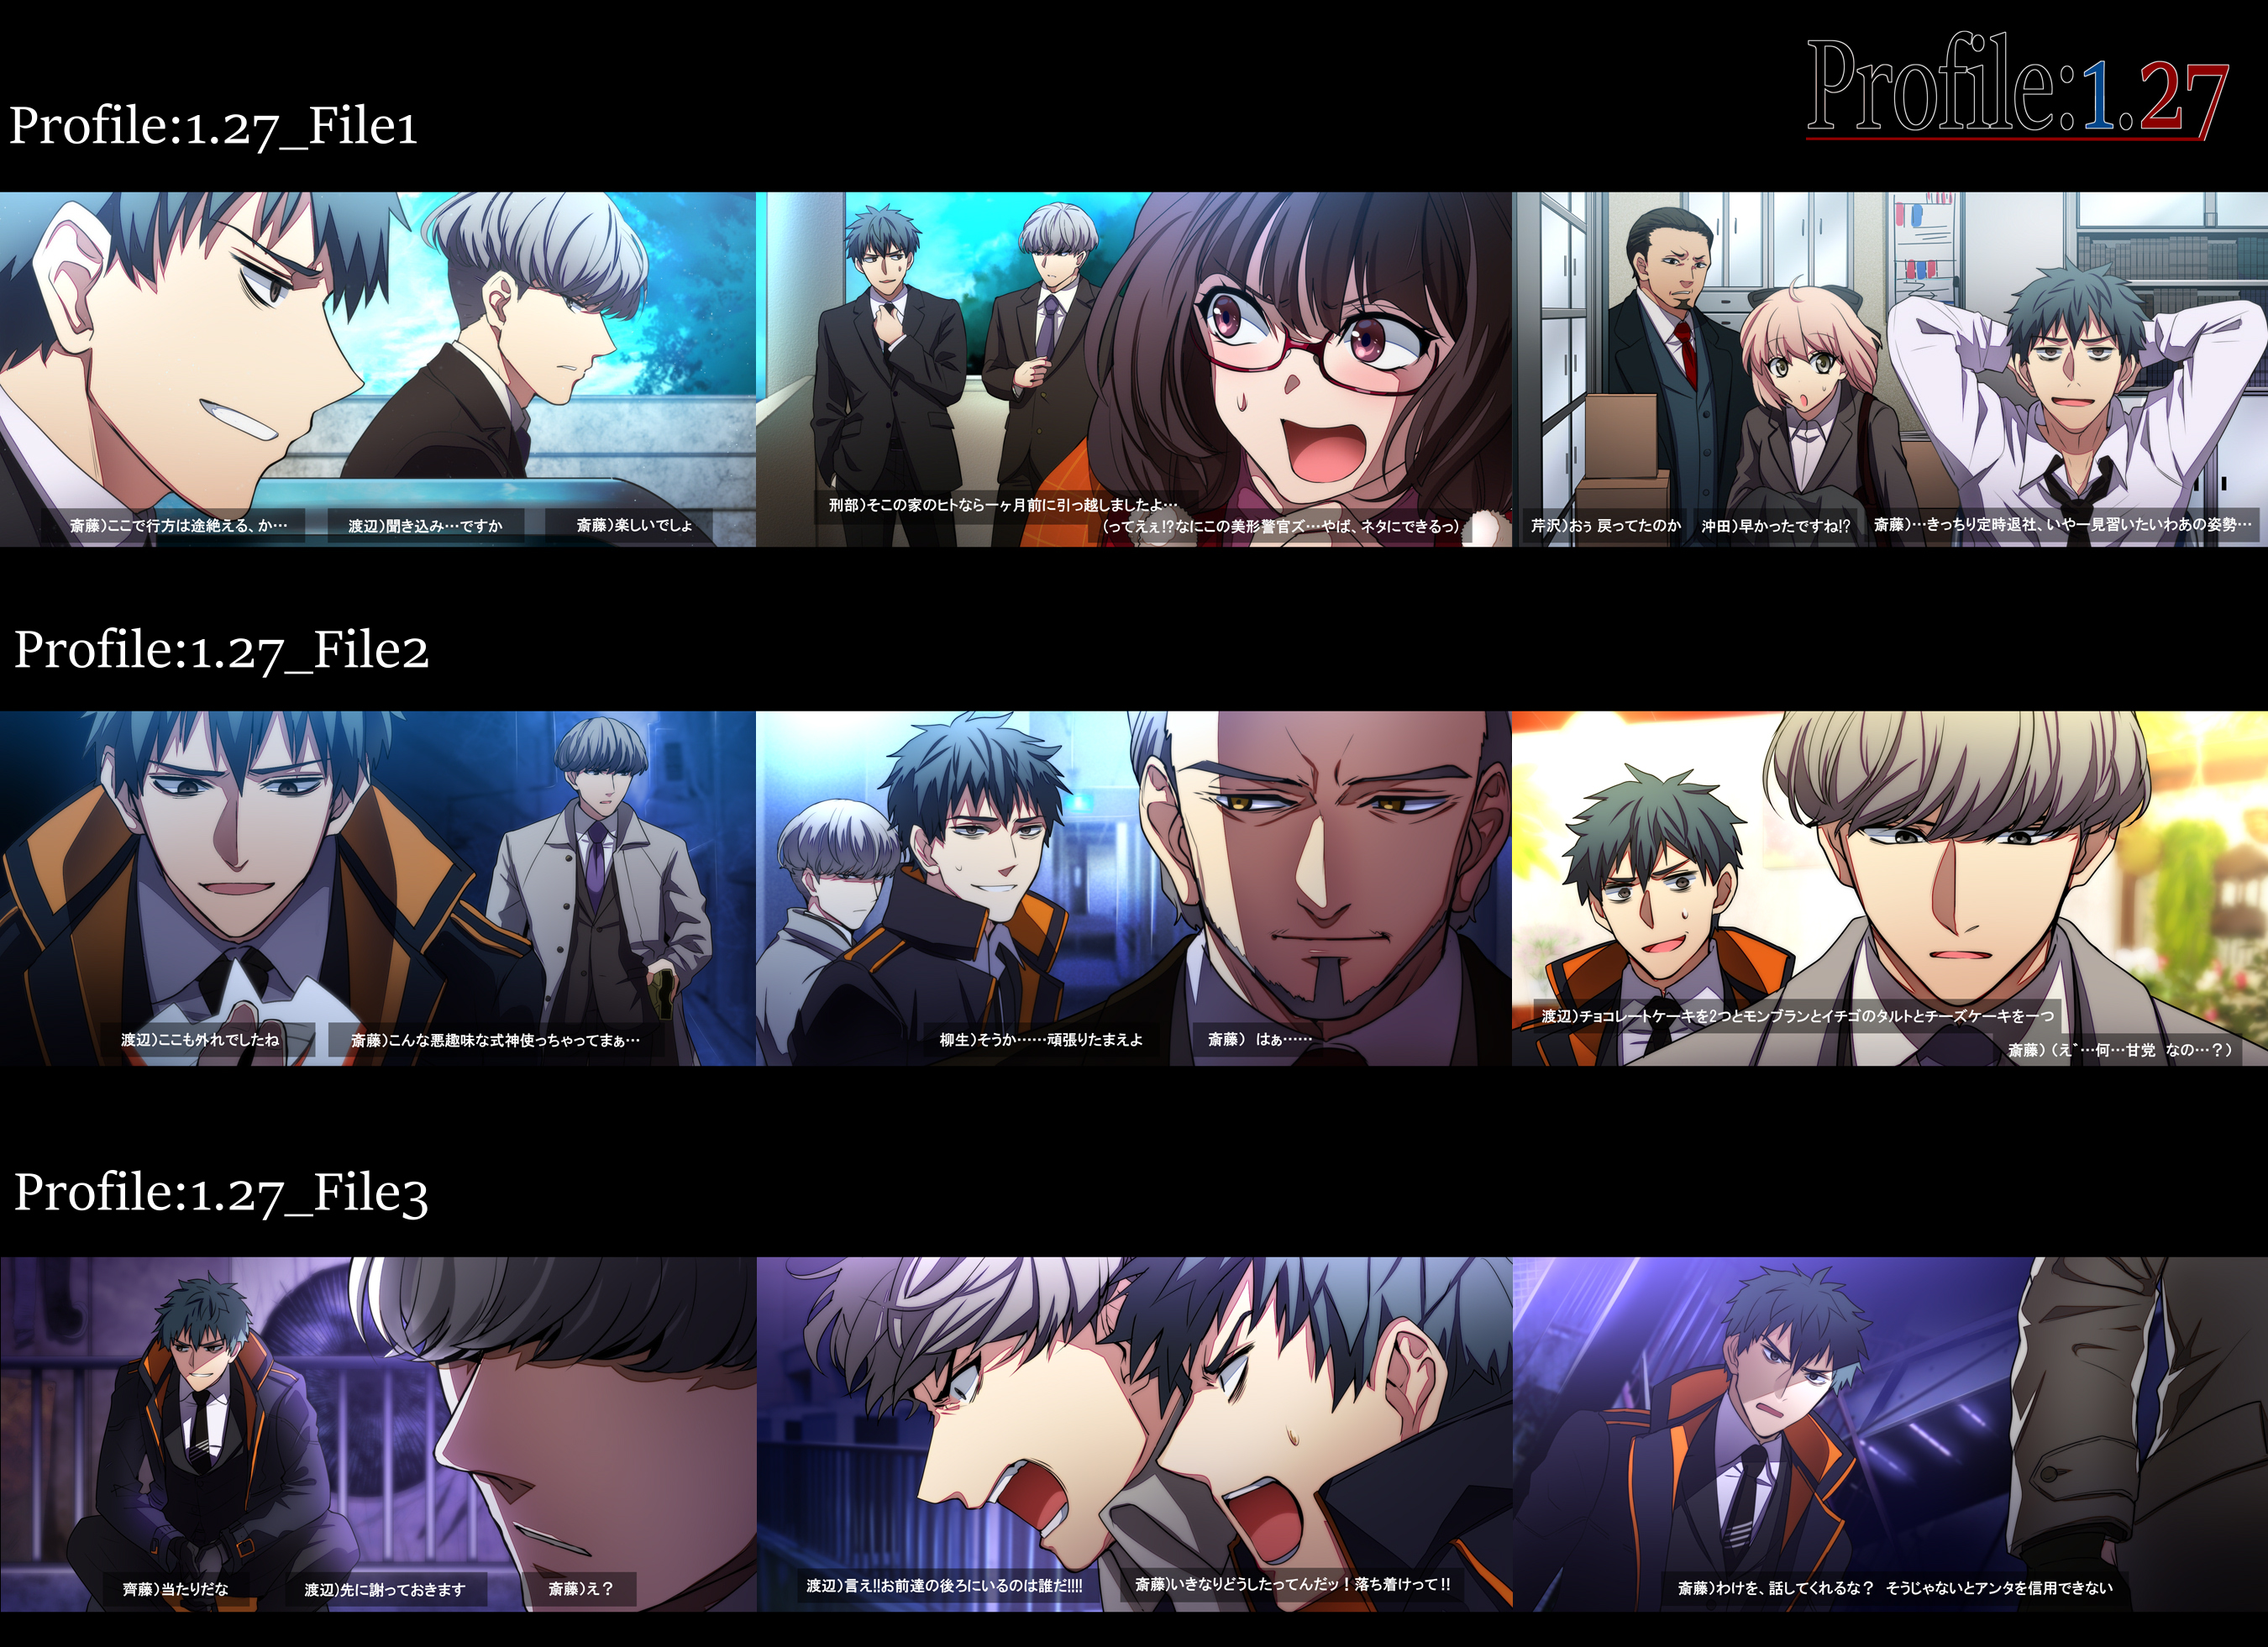 Profile:1.27
Profile:1.27_File1
斎藤)ここで行方は途絶える、か…
渡辺)聞き込み…ですか
斎藤)楽しいでしょ
刑部)そこの家のヒトなら一ヶ月前に引っ越しましたよ…
(ってえぇ!?なにこの美形警官ズ…やば、ネタにできるっ)
芹沢)おぅ 戻ってたのか
沖田)早かったですね!?
斎藤)…きっちり定時退社、いや一見習いたいわあの姿勢…
Profile:1.27_File2
渡辺)ここも外れでしたね
斎藤)こんな悪趣味な式神使っちゃってまぁ…
柳生)そうか……頑張りたまえよ
斎藤) はぁ……
渡辺)チョコレートケーキを2つとモンブランとイチゴのタルトとチーズケーキを一つ
斎藤)(え゛…何…甘党 なの…?)
Profile:1.27_File3
齊藤)当たりだな
渡辺)先に謝っておきます
斎藤)え?
渡辺)言え!!お前達の後ろにいるのは誰だ!!!!
斎藤)いきなりどうしたってんだッ!落ち着けって!!
斎藤)わけを、話してくれるな? そうじゃないとアンタを信用できない